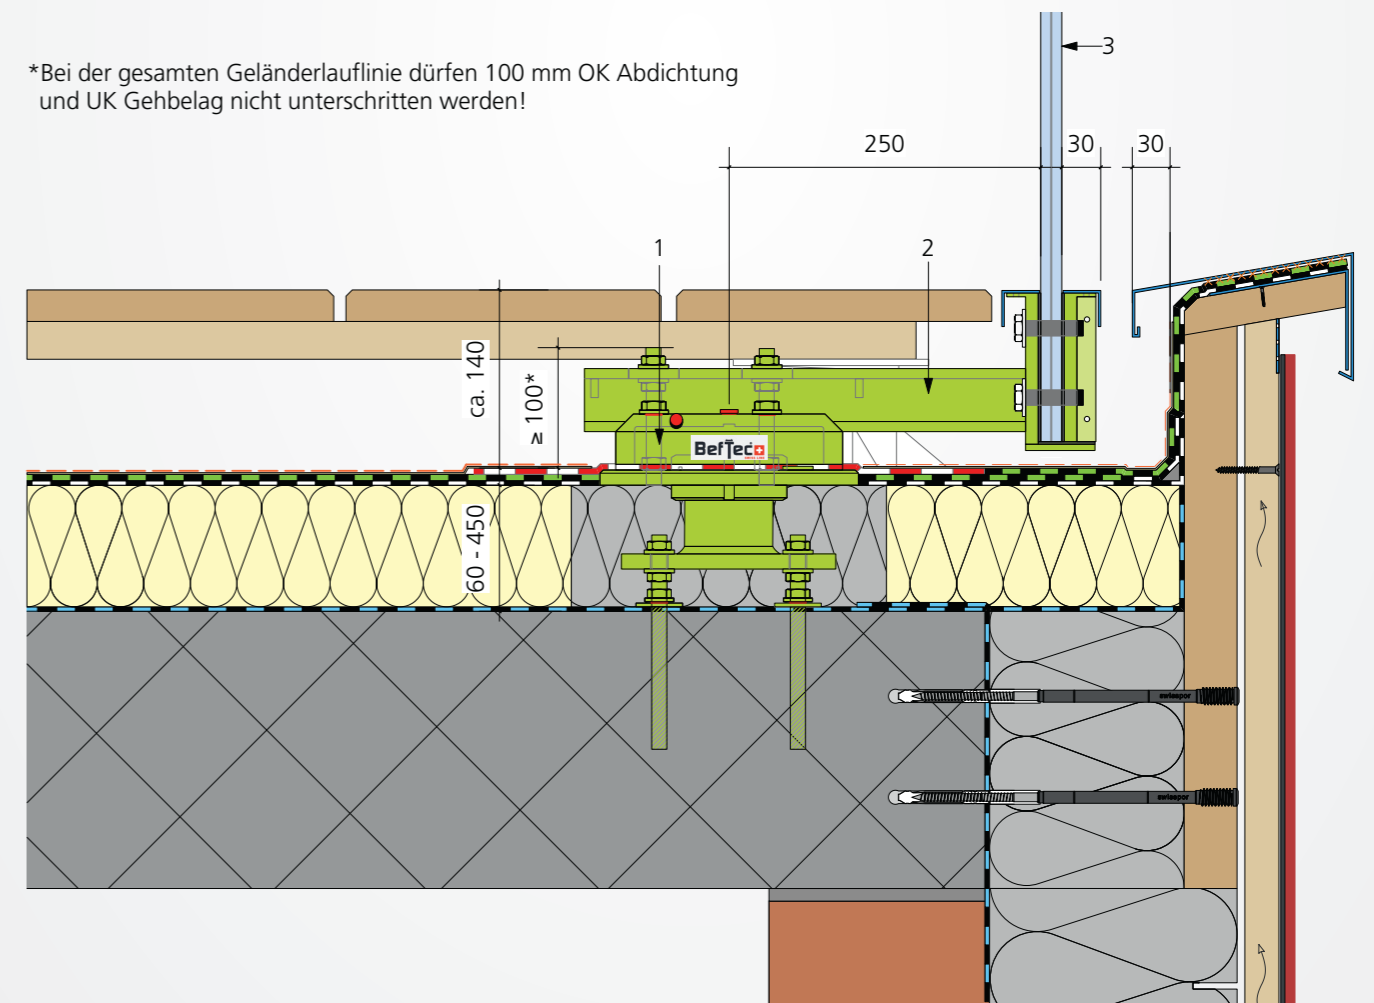 *Bei der gesamten Geländerlauflinie dürfen 100 mm OK Abdichtung
und UK Gehbelag nicht unterschritten werden!
3
250
30
30
1
2
ca. 140
≥ 100*
BefTec
60 - 450
swisspor
swisspor